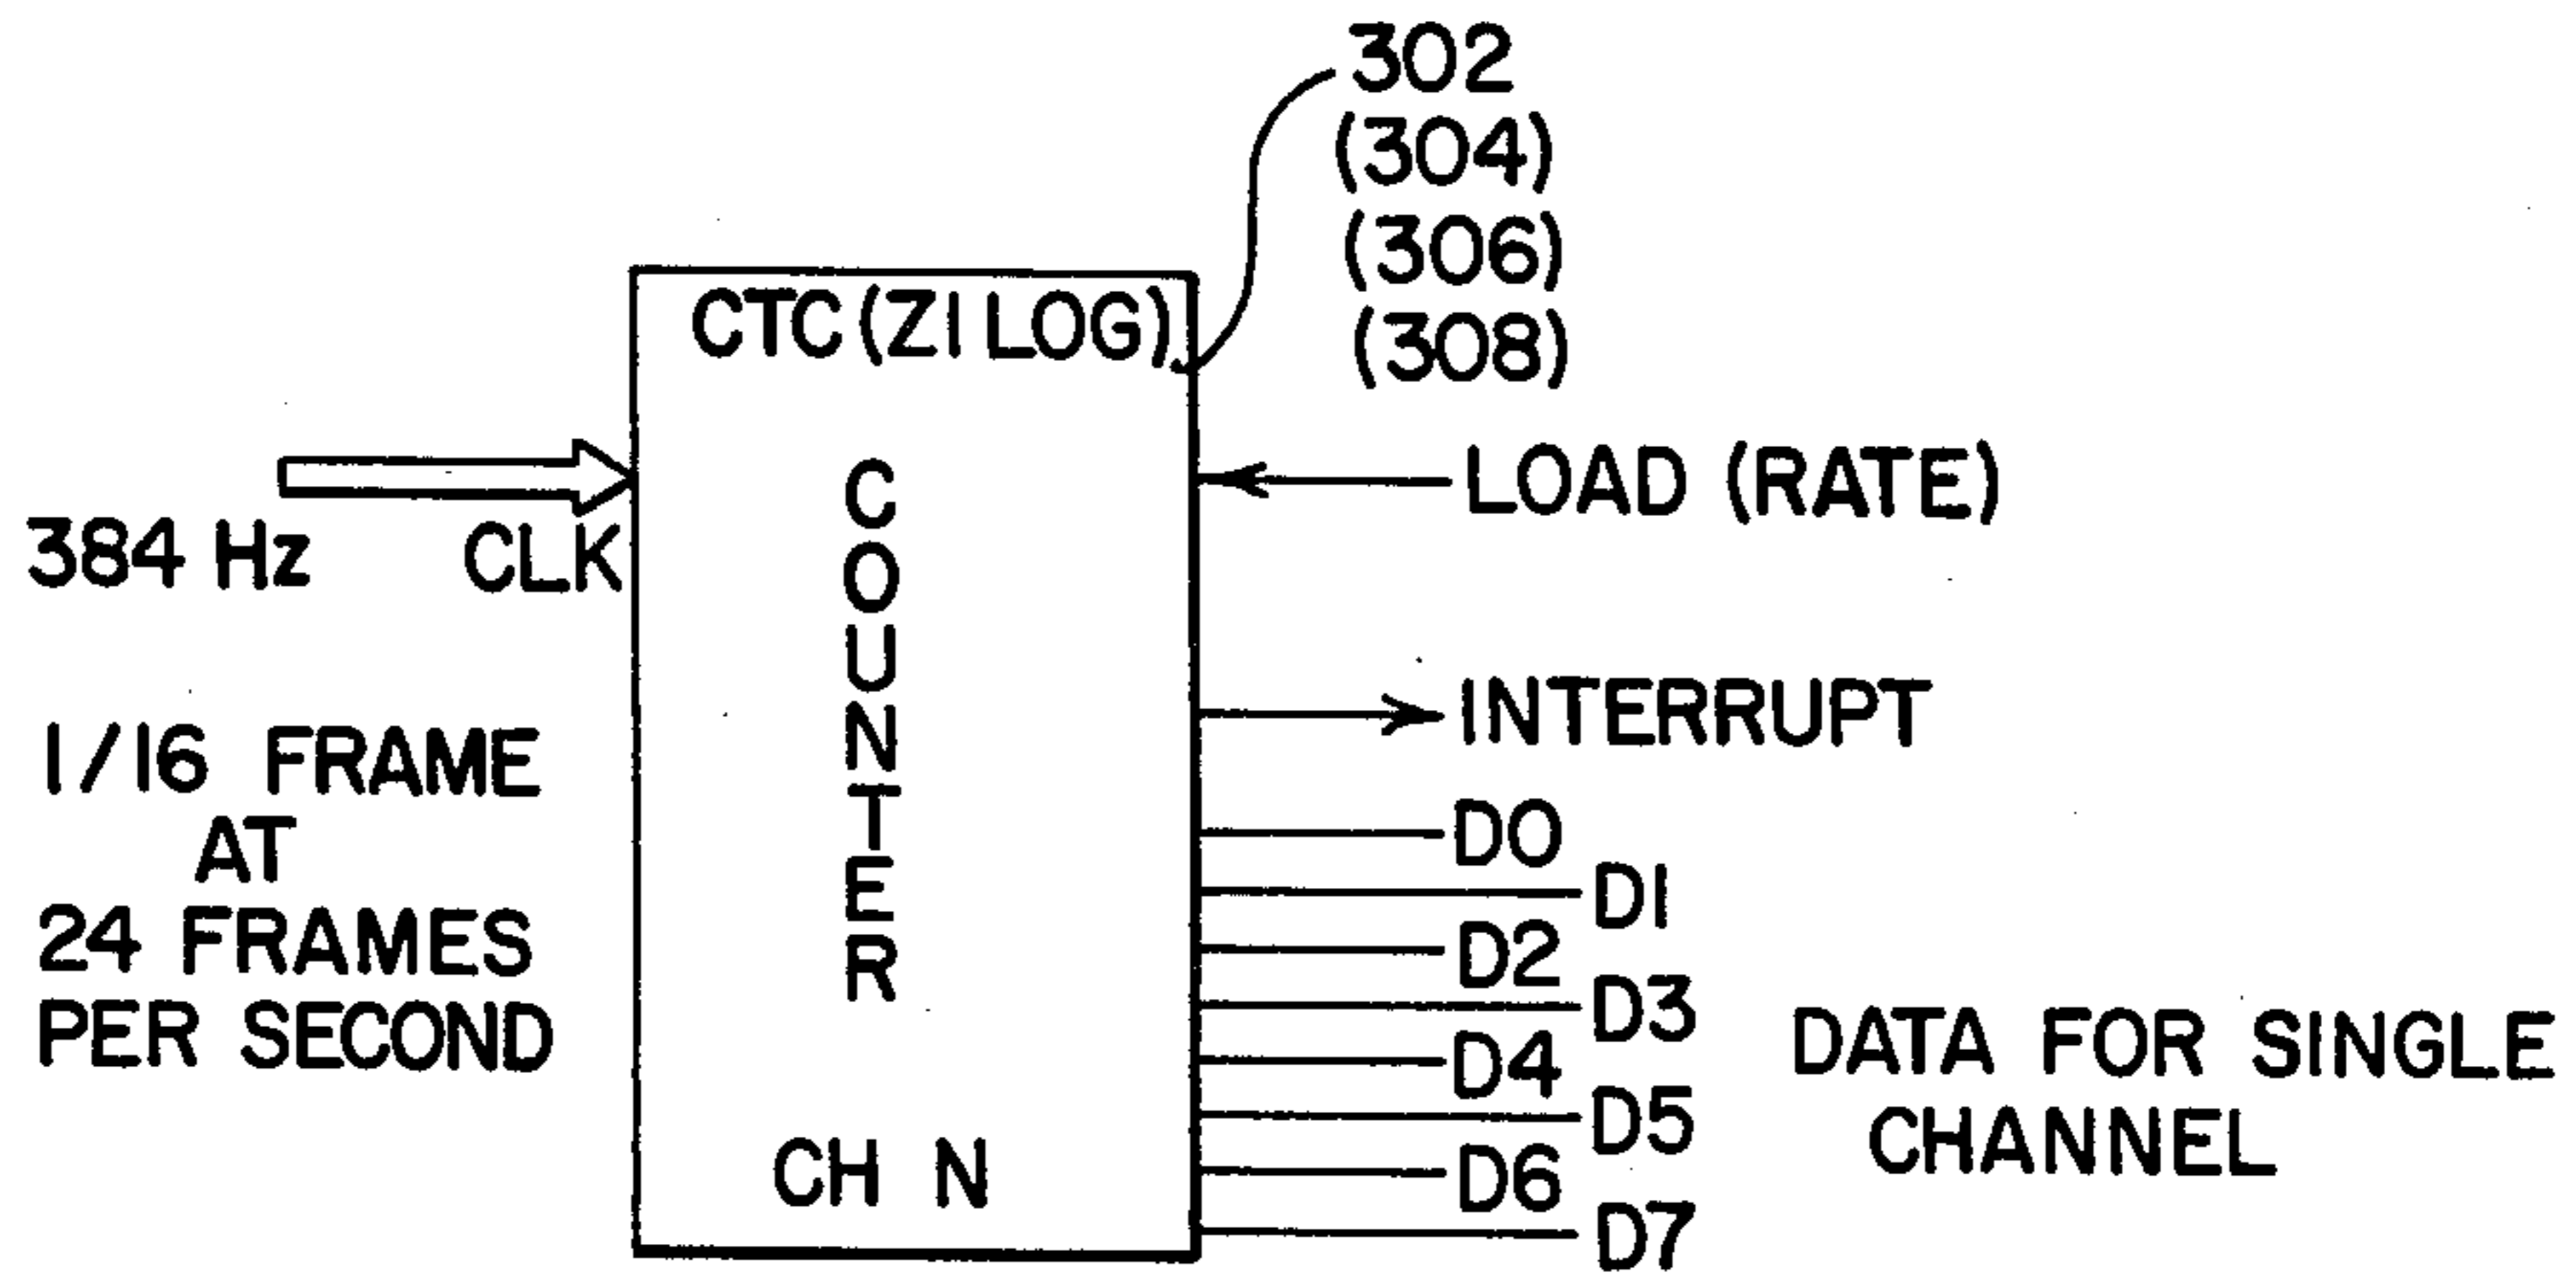 302
(304)
(306)
(308)
CTC (ZILOG)
COUNTER
CH N
384 Hz CLK
1/16 FRAME
AT
24 FRAMES
PER SECOND
LOAD (RATE)
INTERRUPT
D0
D1
D2
D3
D4
D5
D6
D7
DATA FOR SINGLE
CHANNEL